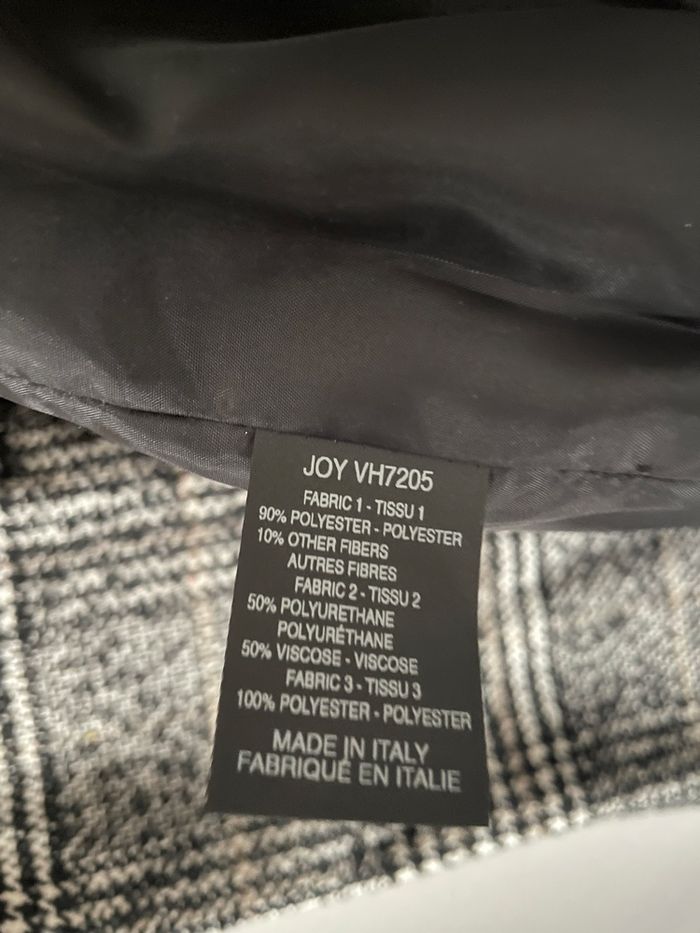 JOY VH7205
FABRIC 1 - TISSU 1
90% POLYESTER - POLYESTER
10% OTHER FIBERS
AUTRES FIBRES
FABRIC 2 - TISSU 2
50% POLYURETHANE
POLYURÉTHANE
50% VISCOSE - VISCOSE
FABRIC 3 - TISSU 3
100% POLYESTER - POLYESTER
MADE IN ITALY
FABRIQUÉ EN ITALIE